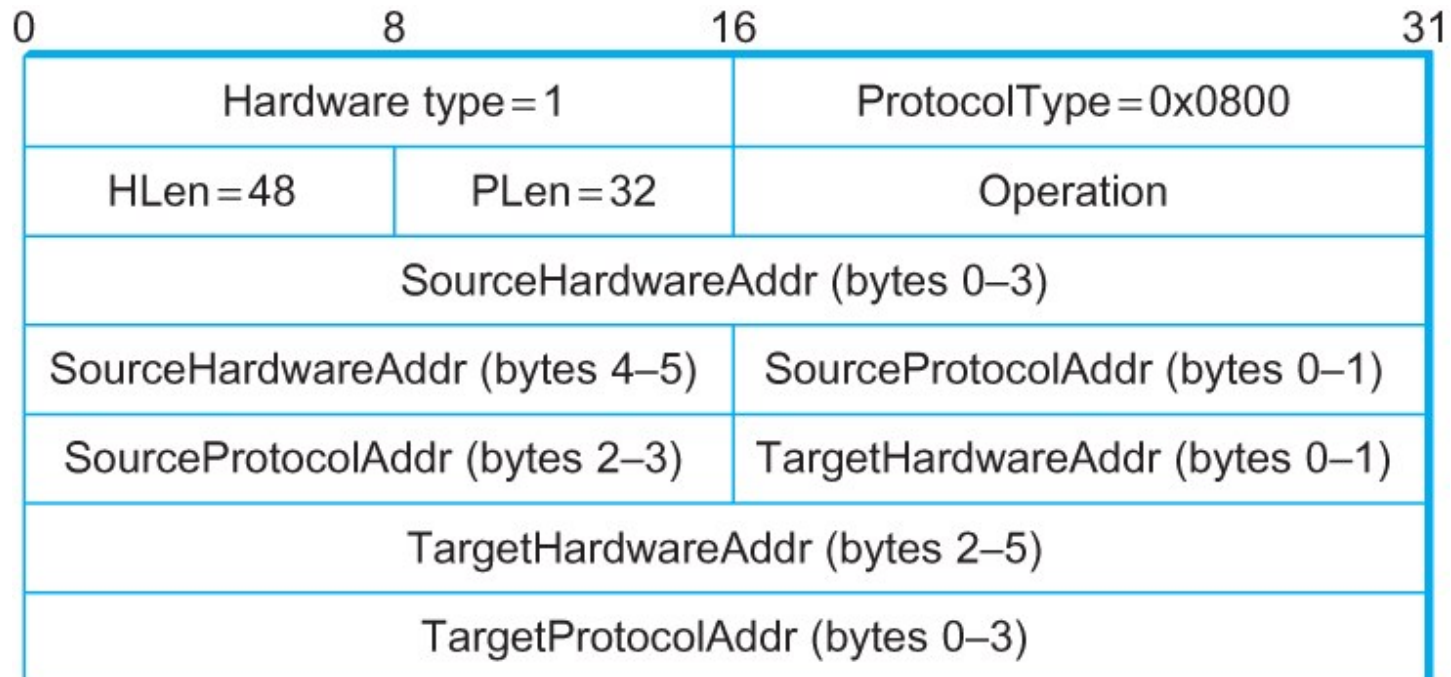 0 8 16 31
Hardware type=1 ProtocolType=0x0800
HLen=48 PLen=32 Operation
SourceHardwareAddr (bytes 0–3)
SourceHardwareAddr (bytes 4–5) SourceProtocolAddr (bytes 0–1)
SourceProtocolAddr (bytes 2–3) TargetHardwareAddr (bytes 0–1)
TargetHardwareAddr (bytes 2–5)
TargetProtocolAddr (bytes 0–3)